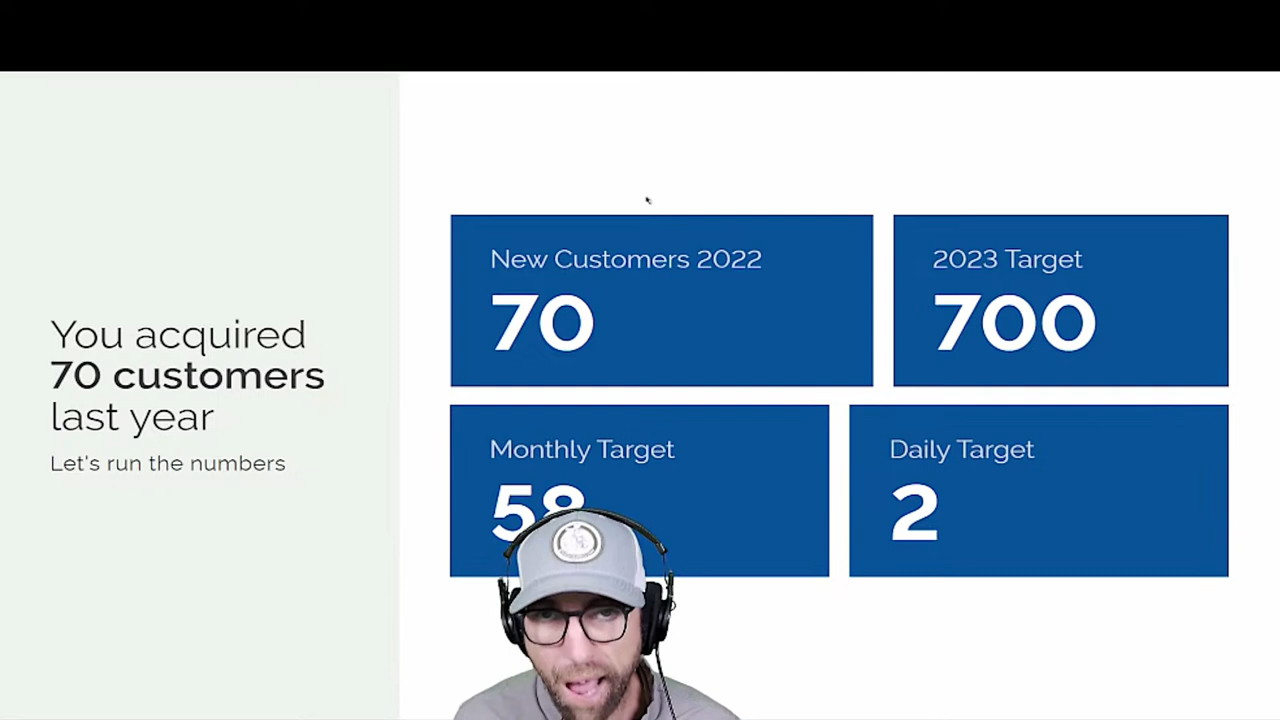 You acquired
70 customers
last year
Let's run the numbers
New Customers 2022
70
2023 Target
700
Monthly Target
58
Daily Target
2